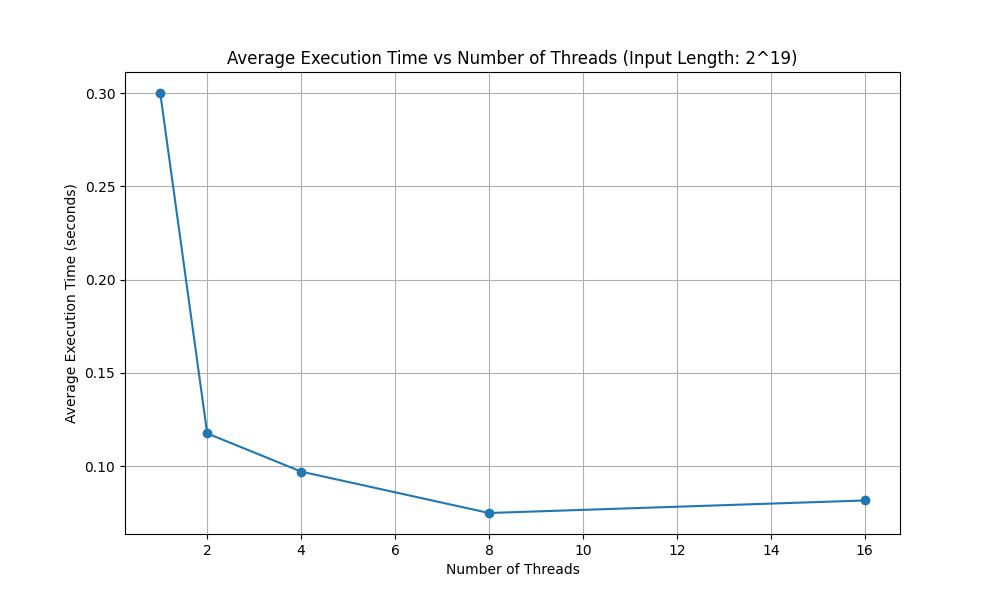 Average Execution Time vs Number of Threads (Input Length: 2^19)
0.30
0.25
0.20
0.15
0.10
Average Execution Time (seconds)
2 4 6 8 10 12 14 16
Number of Threads